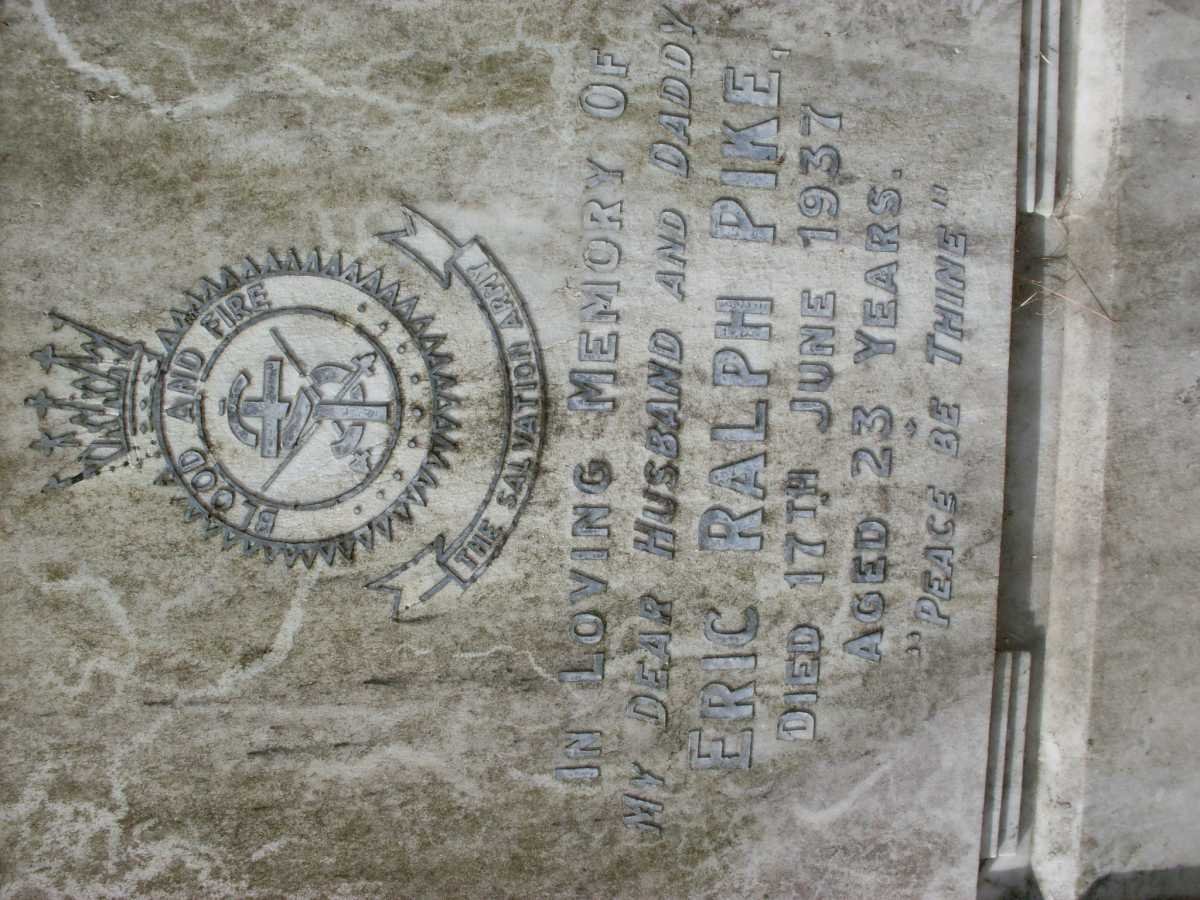 BLOOD AND FIRE
THE SALVATION ARMY
IN LOVING MEMORY OF
MY DEAR HUSBAND AND DADDY
ERIC RALPH PIKE,
DIED 17TH JUNE 1937
AGED 23 YEARS.
"PEACE BE THINE"